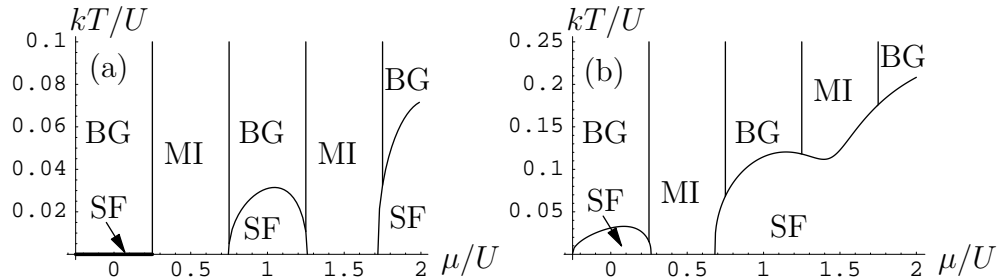 kT/U kT/U
0.1 0.25
(a) BG (b) BG
0.08 0.2
MI
0.06 BG BG 0.15 BG BG
MI MI
0.04 0.1
MI
SF SF
0.02 SF SF 0.05 SF
0 0.5 1 1.5 2 μ/U 0 0.5 1 1.5 2 μ/U